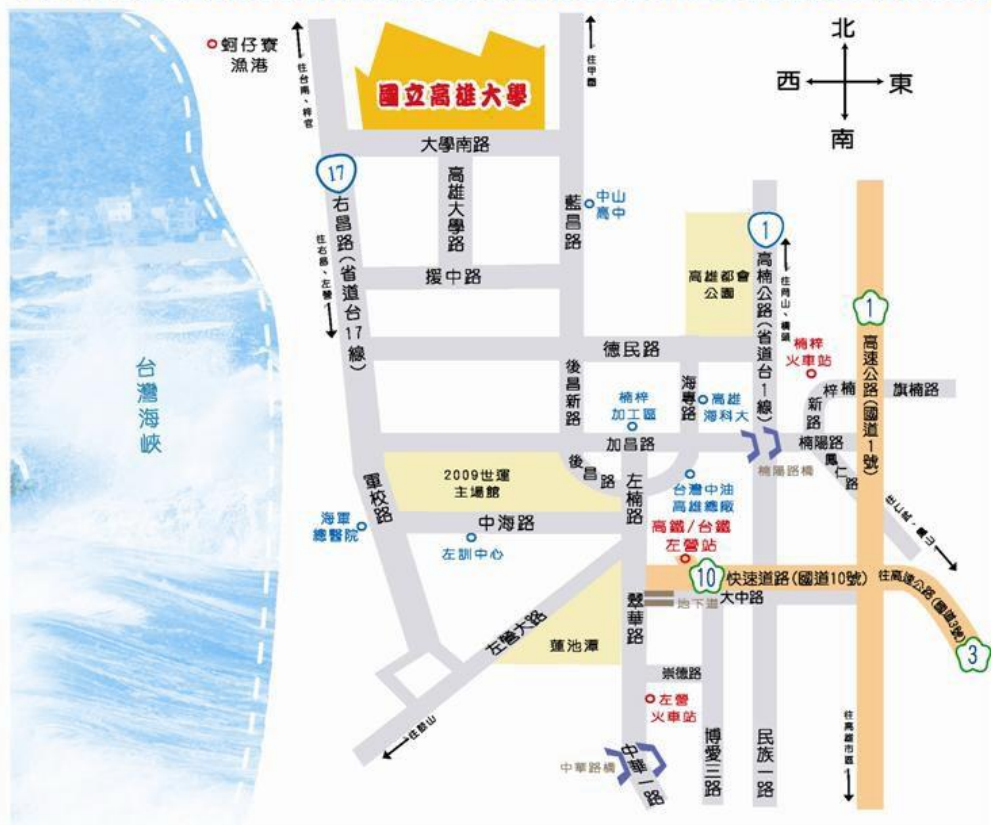 蚵仔寮
漁港
往台南、梓官
國立高雄大學
往甲圍
北
西 東
南
大學南路
17
右昌路(省道台17線)
高雄大學路
藍昌路
中山
高中
往右昌、左營
援中路
高雄都會
公園
1
高楠公路(省道台1線)
往岡山、橋頭
1
高速公路(國道1號)
德民路
楠梓
火車站
台灣海峽
後昌新路
楠梓
加工區
海專路
高雄
海科大
梓楠
新路
旗楠路
加昌路
楠陽路
楠陽路橋
鳳仁路
往仁武、鳳山
2009世運
主場館
後昌路
左楠路
台灣中油
高雄總廠
軍校路
海軍
總醫院
中海路
左訓中心
高鐵/台鐵
左營站
10
快速道路(國道10號)
往高速公路(國道3號)
3
大中路
地下道
翠華路
左營大路
蓮池潭
崇德路
左營
火車站
往鼓山
中華路橋
中華一路
博愛三路
民族一路
往高雄市區